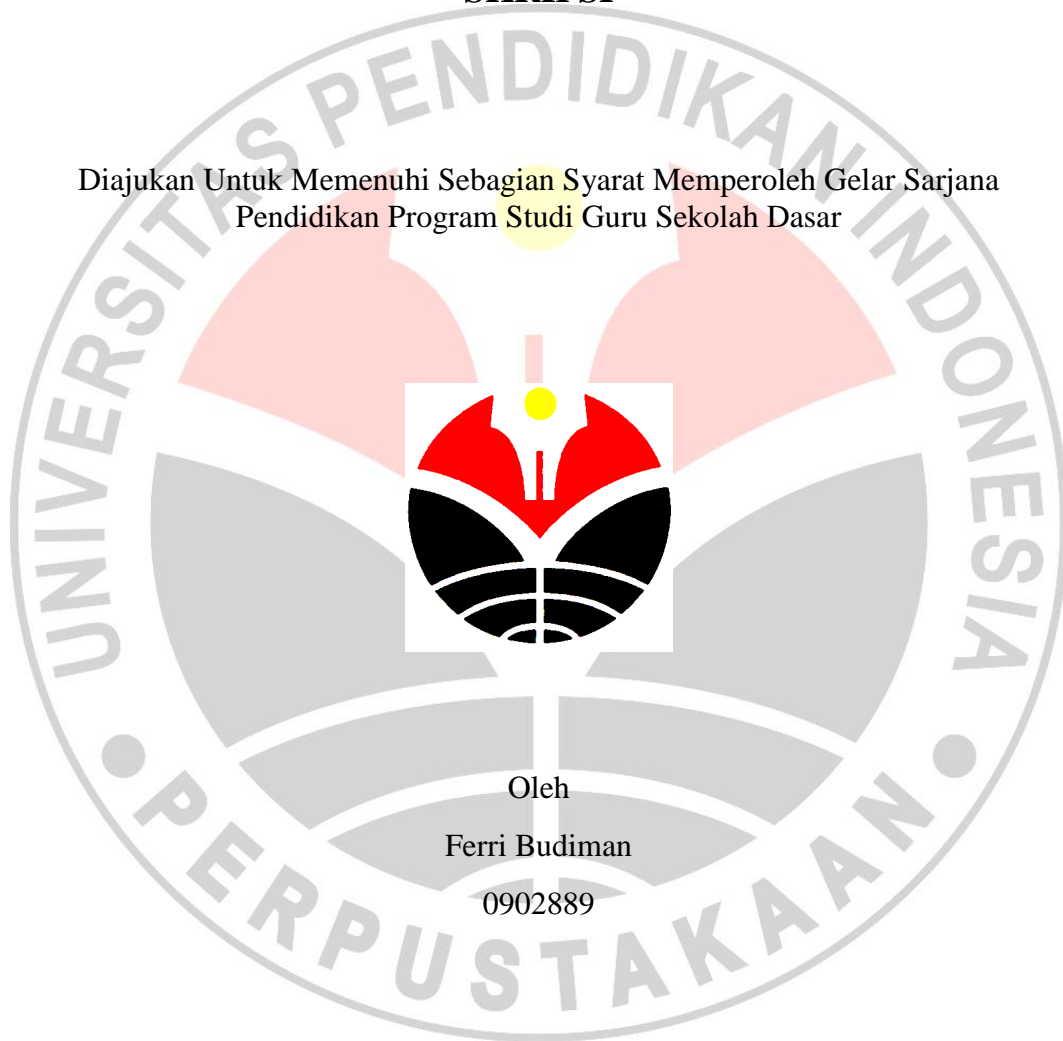 Diajukan Untuk Memenuhi Sebagian Syarat Memperoleh Gelar Sarjana
Pendidikan Program Studi Guru Sekolah Dasar
Oleh
Ferri Budiman
0902889
UNIVERSITAS PENDIDIKAN INDONESIA
PERPUSTAKAAN